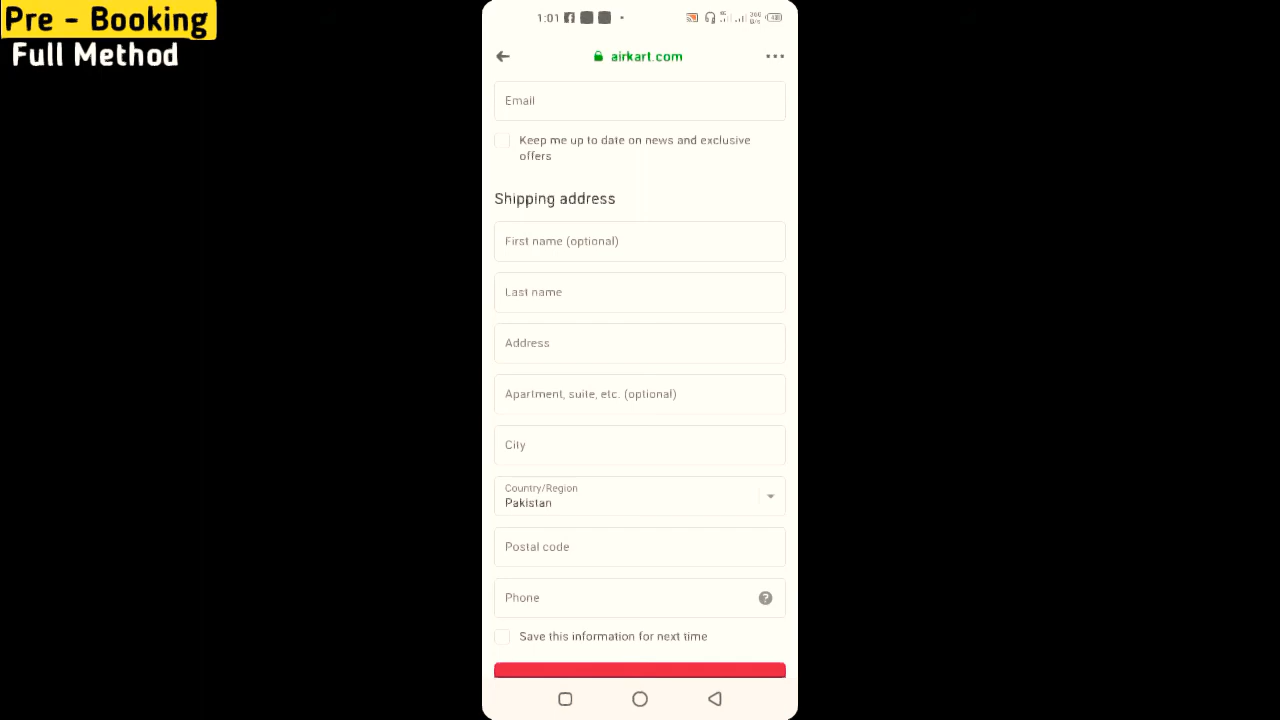 Pre - Booking
Full Method
1:01
airkart.com
Email
Keep me up to date on news and exclusive
offers
Shipping address
First name (optional)
Last name
Address
Apartment, suite, etc. (optional)
City
Country/Region
Pakistan
Postal code
Phone
Save this information for next time